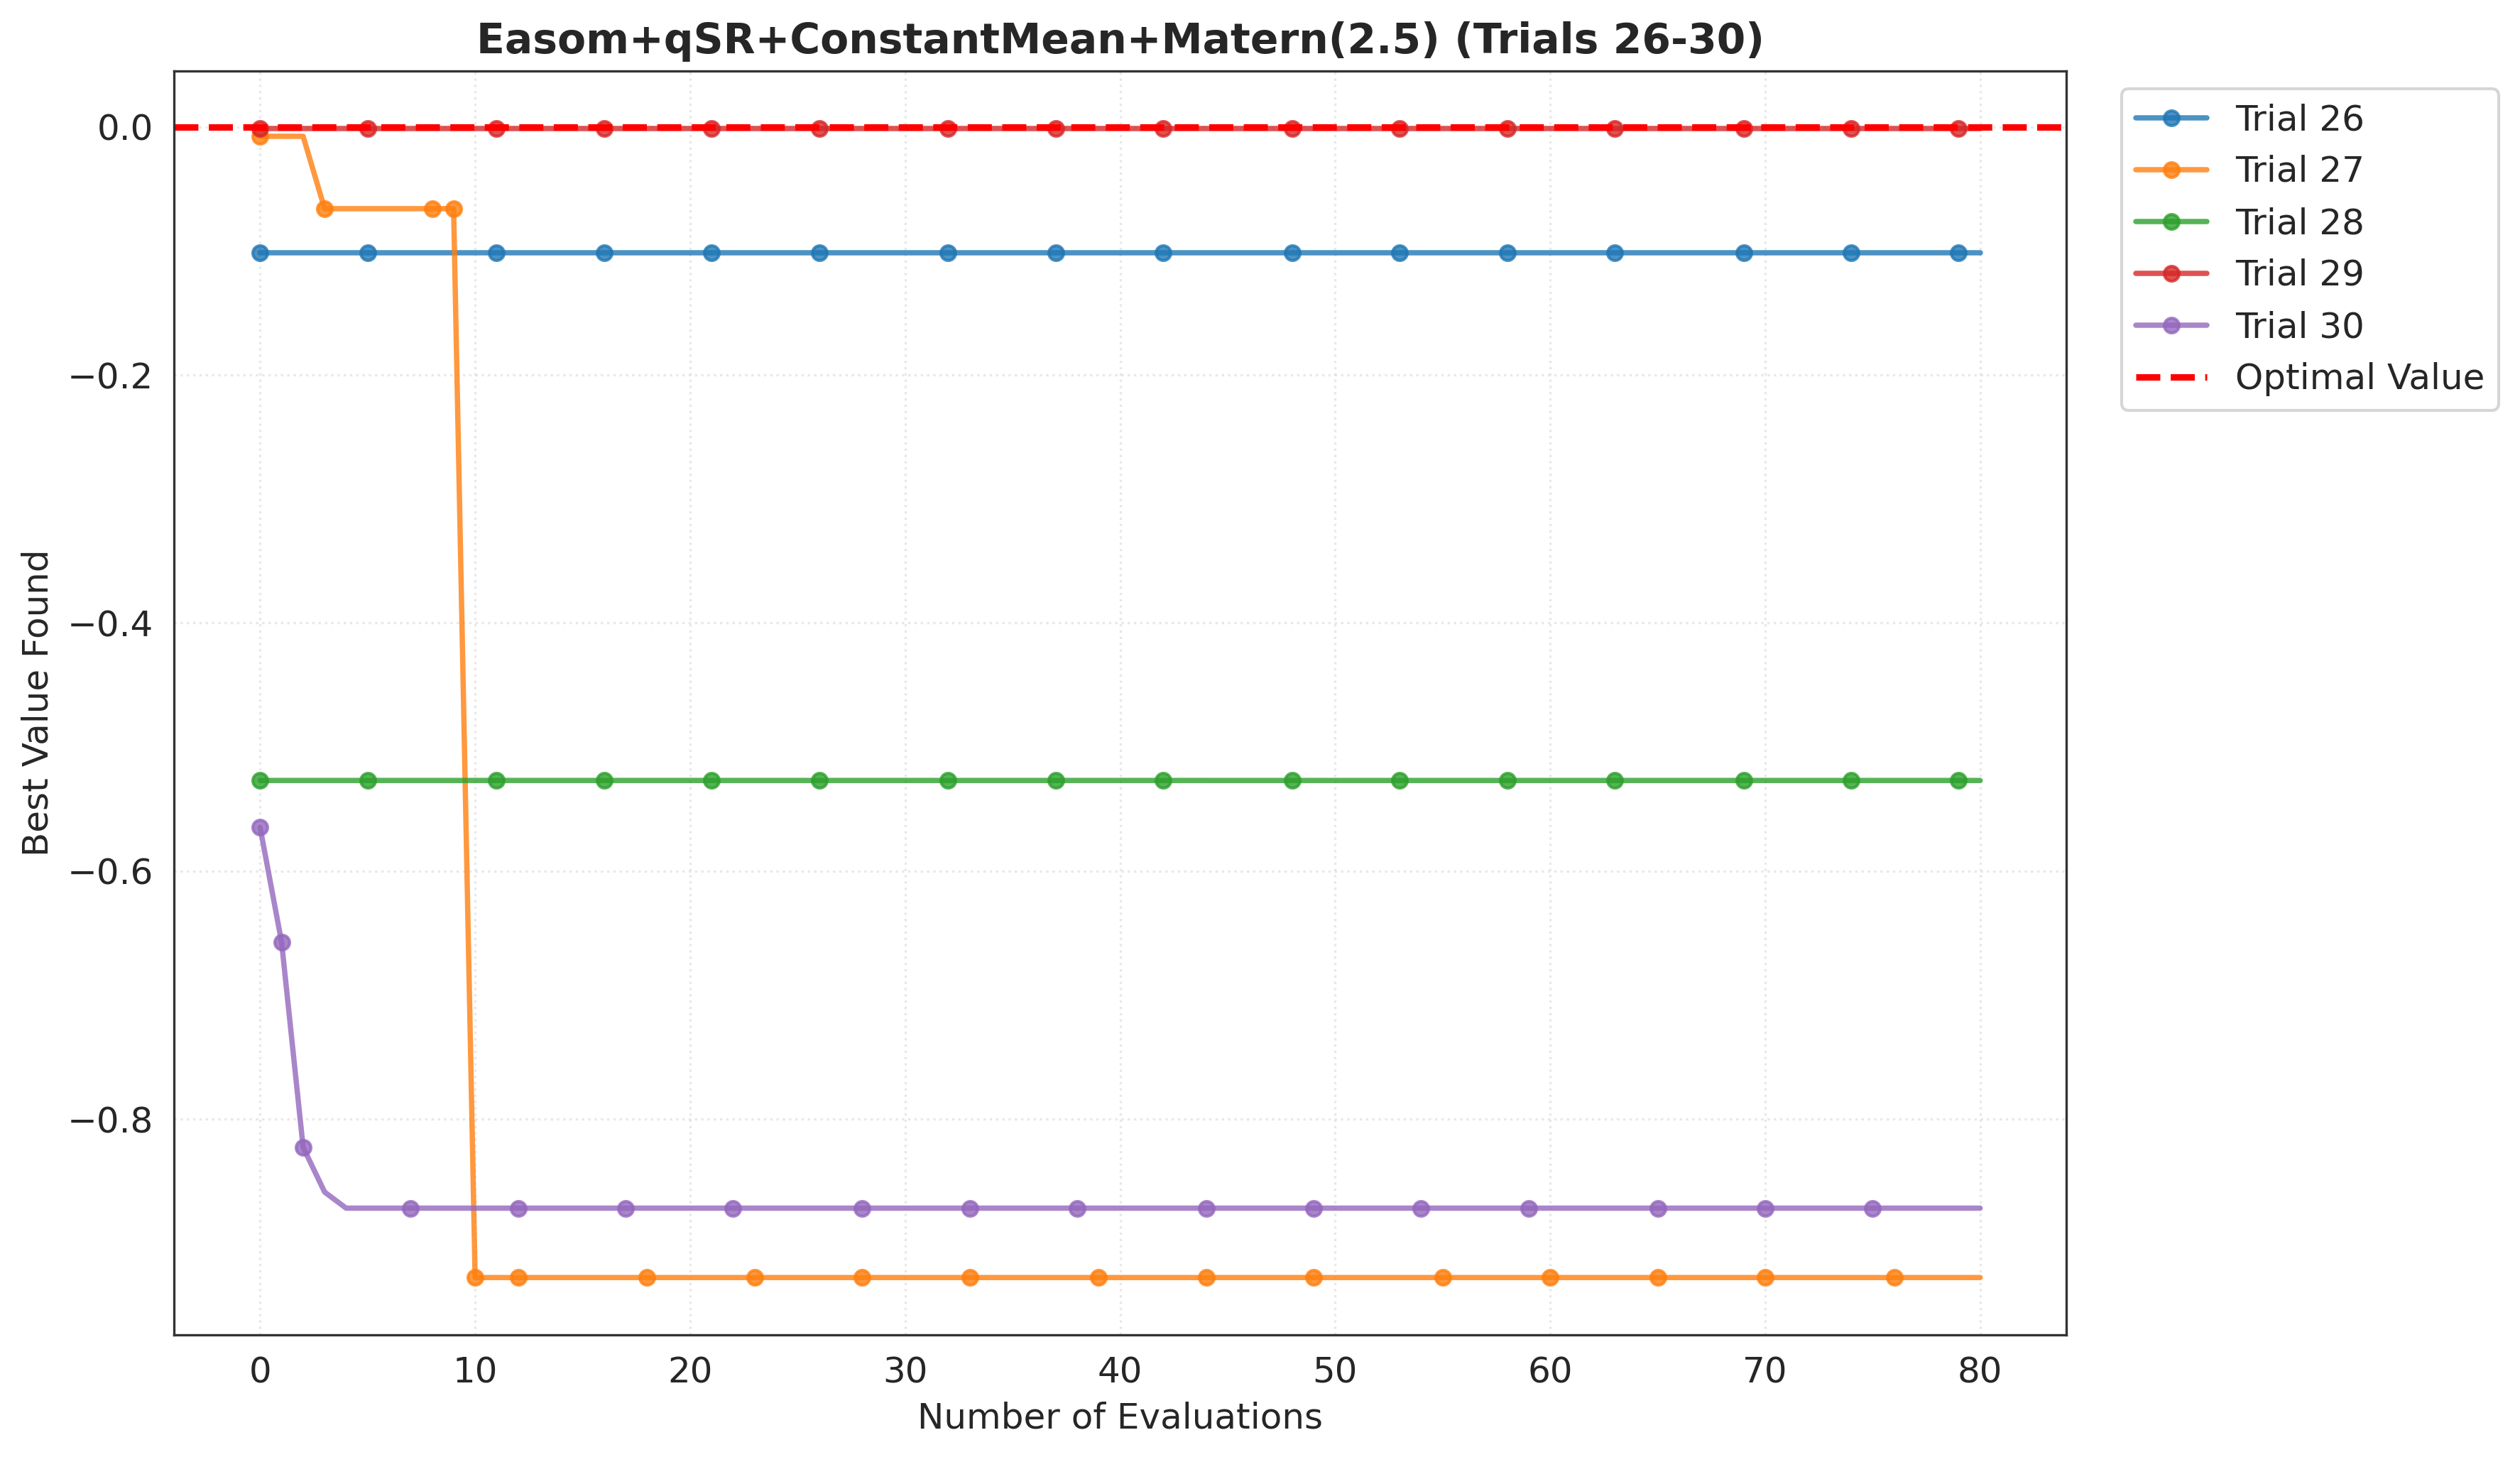 Easom+qSR+ConstantMean+Matern(2.5) (Trials 26-30)
Best Value Found
0.0
−0.2
−0.4
−0.6
−0.8
0 10 20 30 40 50 60 70 80
Number of Evaluations
Trial 26
Trial 27
Trial 28
Trial 29
Trial 30
Optimal Value